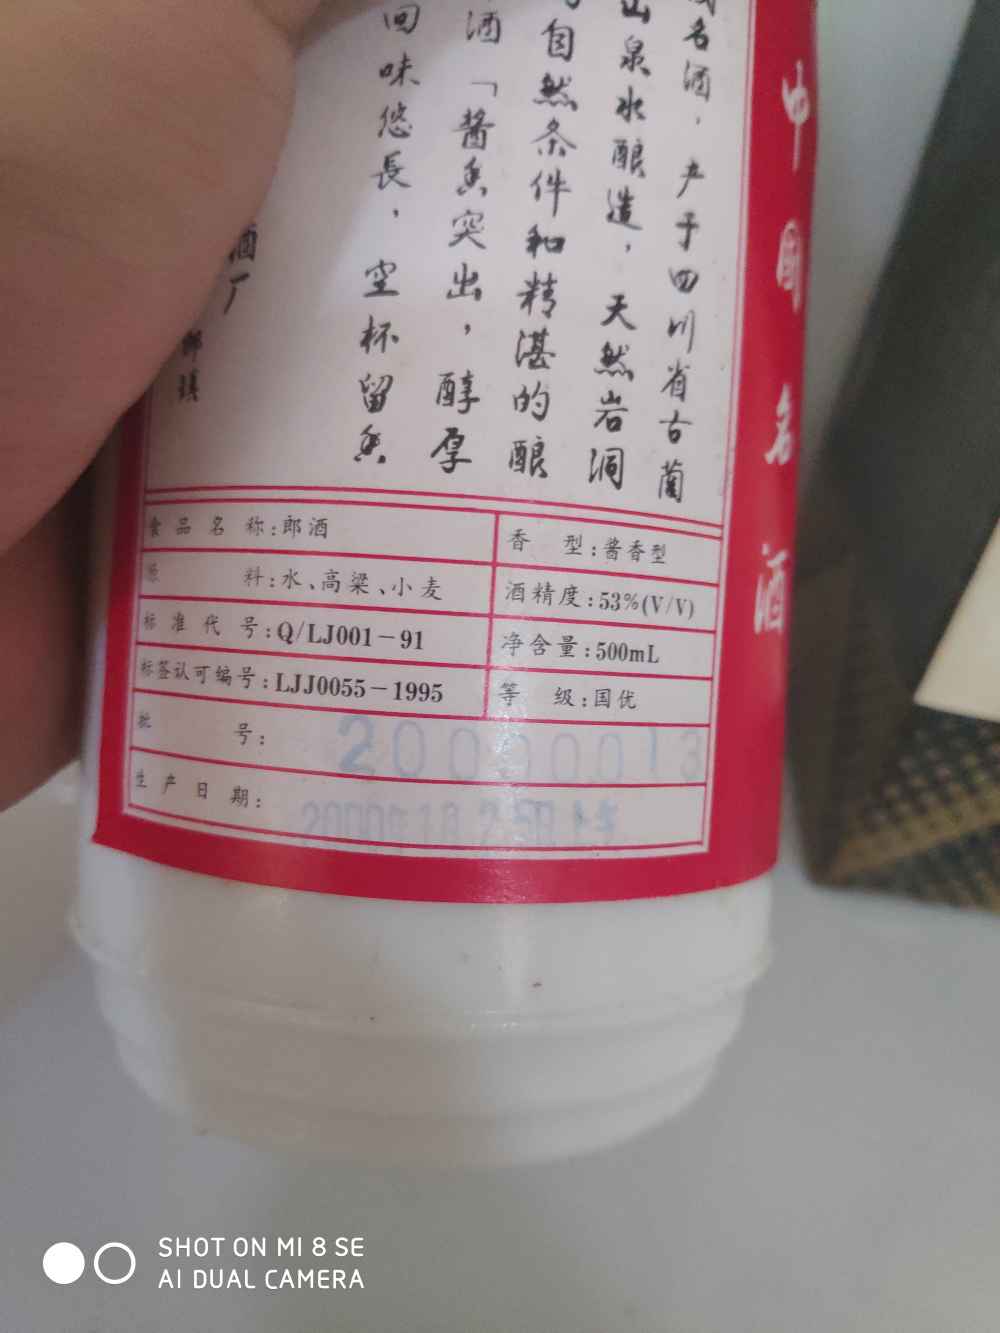 名酒，产于四川省古蔺
山泉水酿造，天然岩洞
自然条件和精湛的酿
酒「酱香突出，醇厚
回味悠長，空杯留香
酒厂
中国名酒
食品名称:郎酒
香型:酱香型
原料:水、高粱、小麦
酒精度:53%(V/V)
标准代号:Q/LJ001-91
净含量:500mL
标签认可编号:LJJ0055-1995
等级:国优
批号:
生产日期:
SHOT ON MI 8 SE
AI DUAL CAMERA